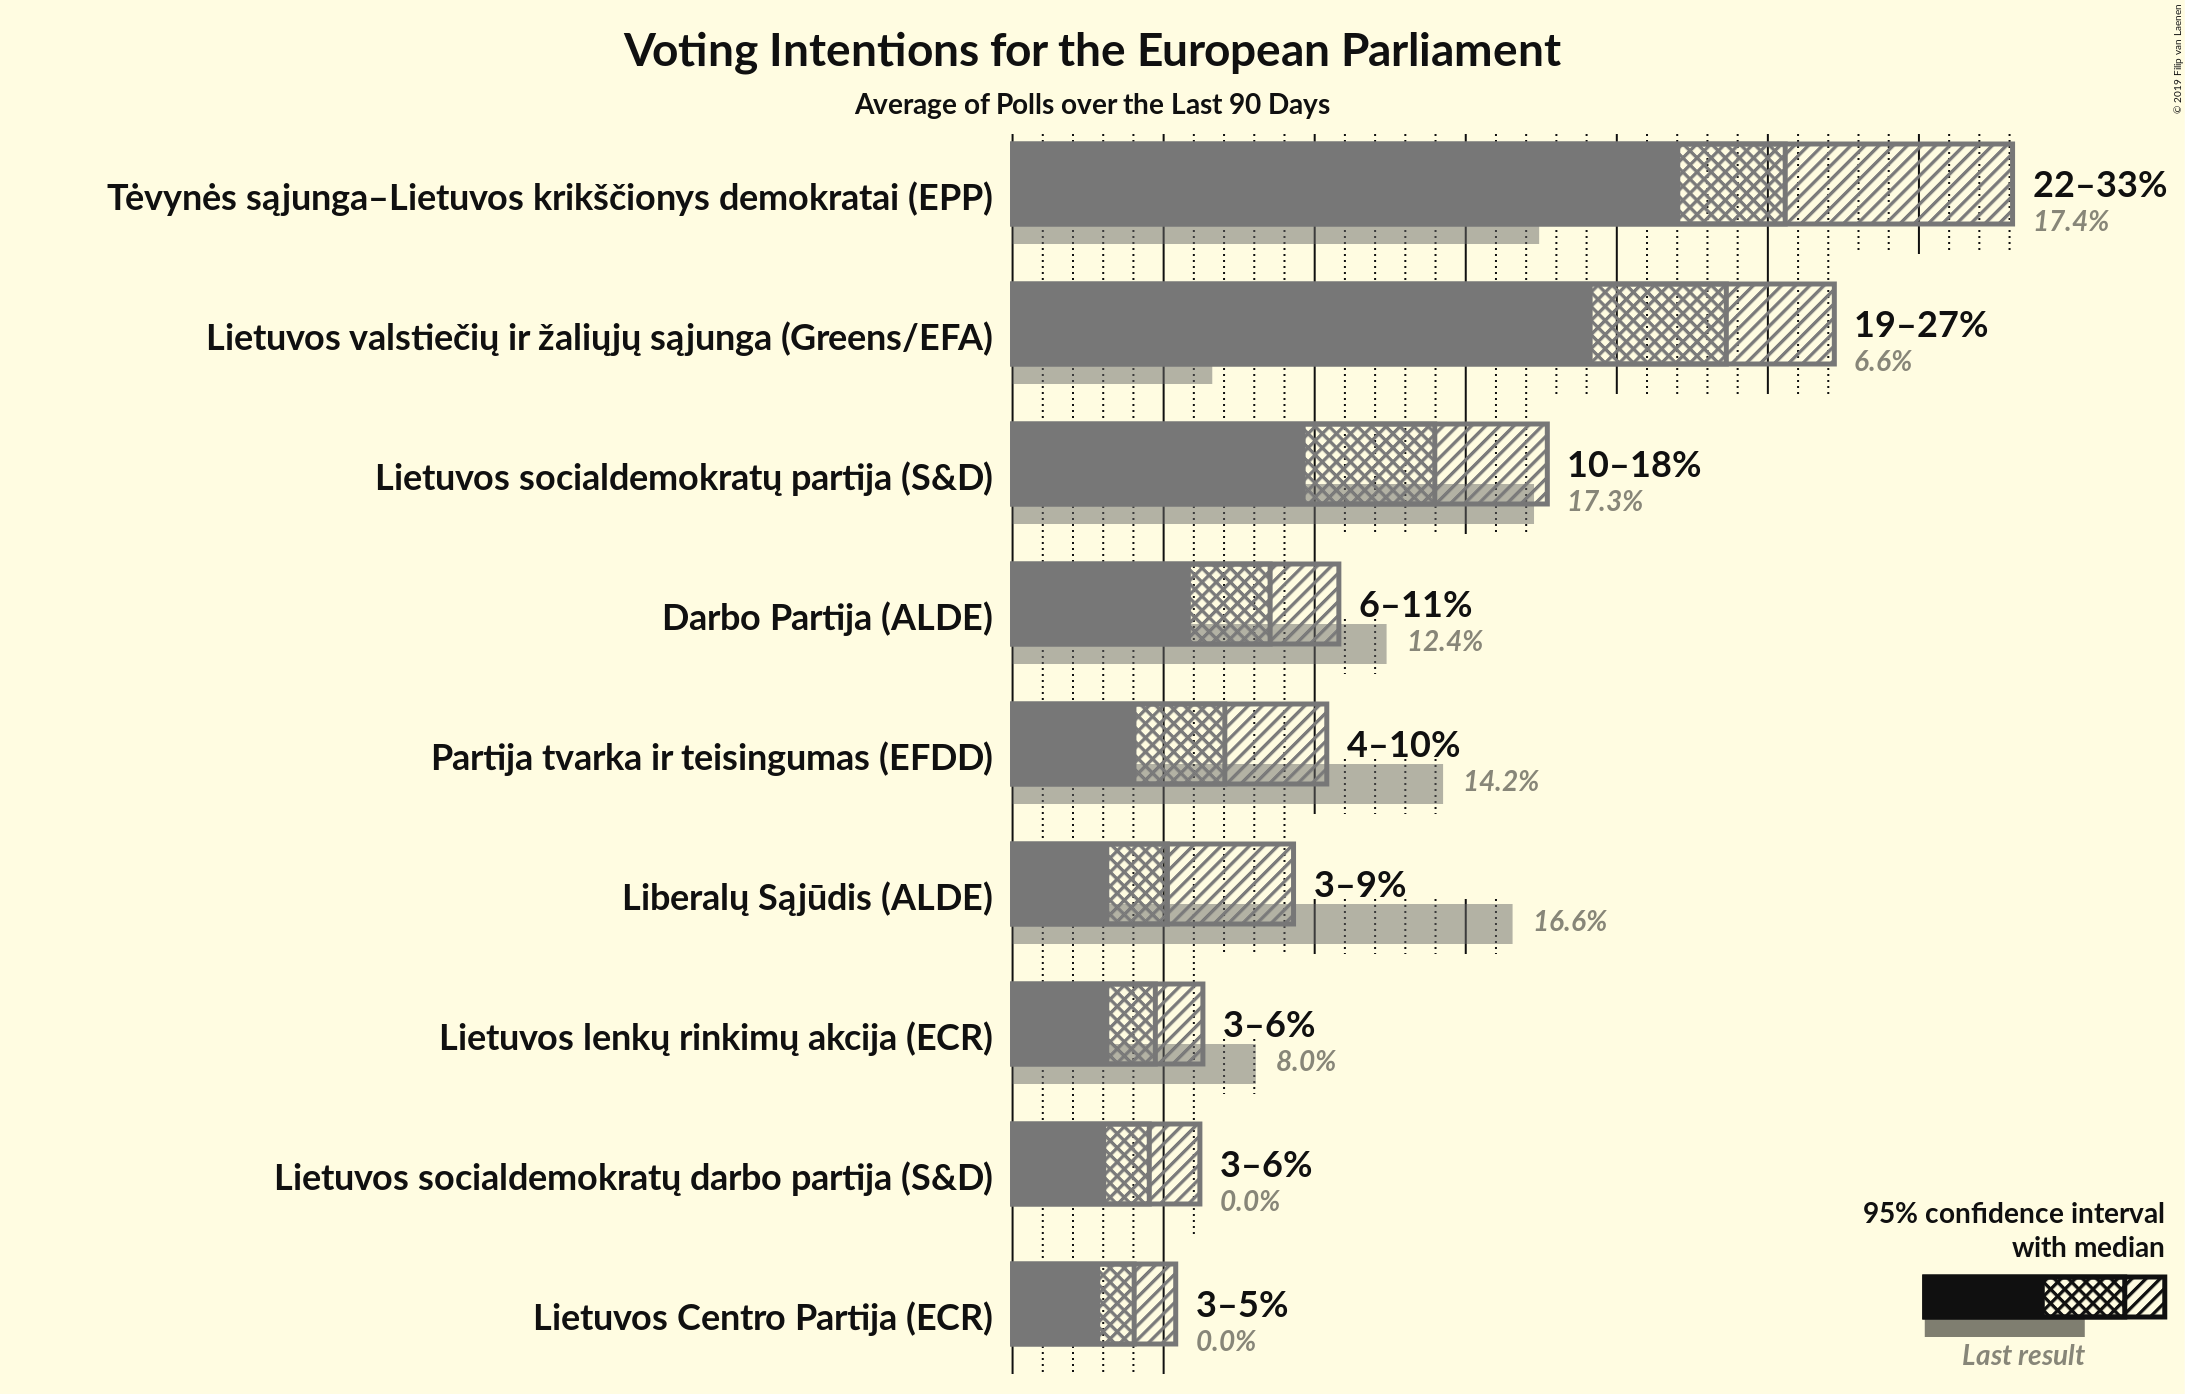 © 2019 Filip van Laenen
Voting Intentions for the European Parliament
Average of Polls over the Last 90 Days
Tėvynės sąjunga–Lietuvos krikščionys demokratai (EPP)
22–33%
17.4%
Lietuvos valstiečių ir žaliųjų sąjunga (Greens/EFA)
19–27%
6.6%
Lietuvos socialdemokratų partija (S&D)
10–18%
17.3%
Darbo Partija (ALDE)
6–11%
12.4%
Partija tvarka ir teisingumas (EFDD)
4–10%
14.2%
Liberalų Sąjūdis (ALDE)
3–9%
16.6%
Lietuvos lenkų rinkimų akcija (ECR)
3–6%
8.0%
Lietuvos socialdemokratų darbo partija (S&D)
3–6%
0.0%
Lietuvos Centro Partija (ECR)
3–5%
0.0%
95% confidence interval
with median
Last result